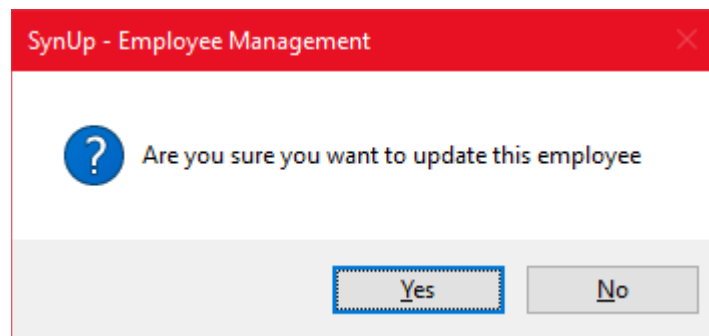 SynUp - Employee Management
Are you sure you want to update this employee
Yes
No